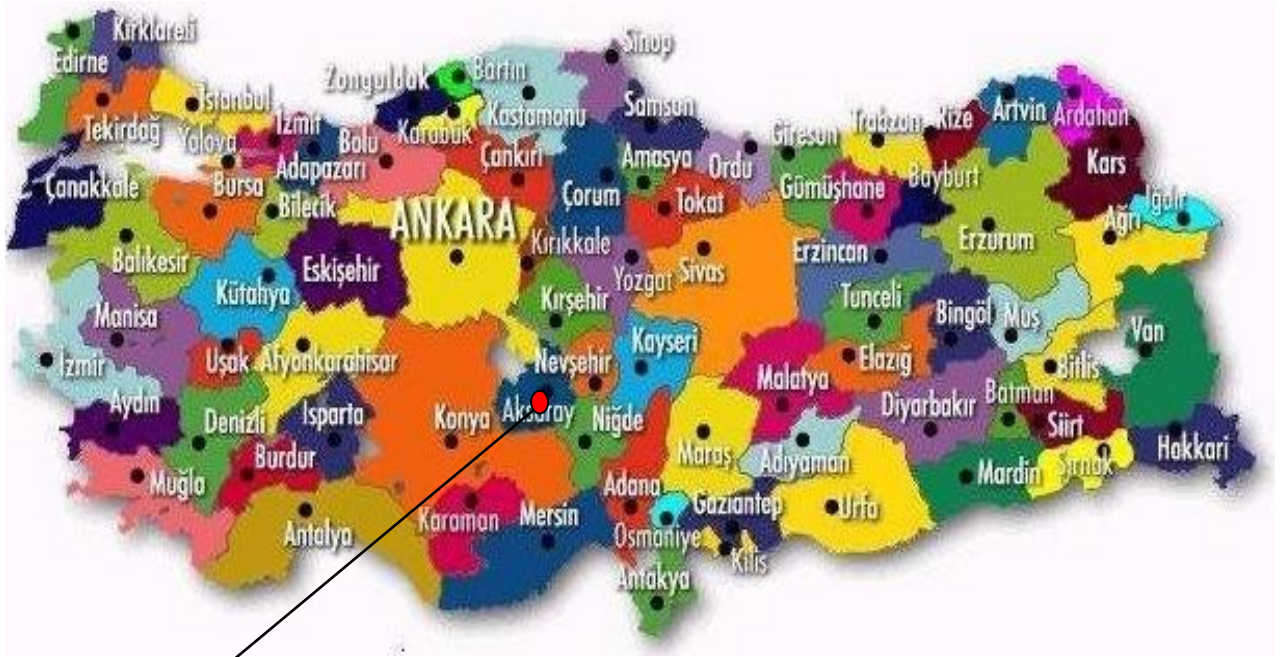 Kırklareli
Edirne
Tekirdağ
İstanbul
Yalova
İzmit
Adapazarı
Zonguldak
Bartın
Karabük
Kastamonu
Sinop
Bolu
Çankırı
Samsun
Amasya
Çorum
Ordu
Tokat
Giresun
Trabzon
Rize
Artvin
Ardahan
Kars
Gümüşhane
Bayburt
Iğdır
Ağrı
Erzurum
Erzincan
Çanakkale
Bursa
Bilecik
Balıkesir
ANKARA
Kırıkkale
Eskişehir
Kütahya
Yozgat
Sivas
Kırşehir
Tunceli
Bingöl
Muş
Van
Manisa
İzmir
Uşak
Afyonkarahisar
Nevşehir
Kayseri
Malatya
Elazığ
Bitlis
Aydın
Denizli
Isparta
Konya
Aksaray
Niğde
Diyarbakır
Batman
Siirt
Hakkari
Burdur
Muğla
Maraş
Adıyaman
Mardin
Şırnak
Antalya
Karaman
Mersin
Adana
Osmaniye
Gaziantep
Kilis
Urfa
Antakya